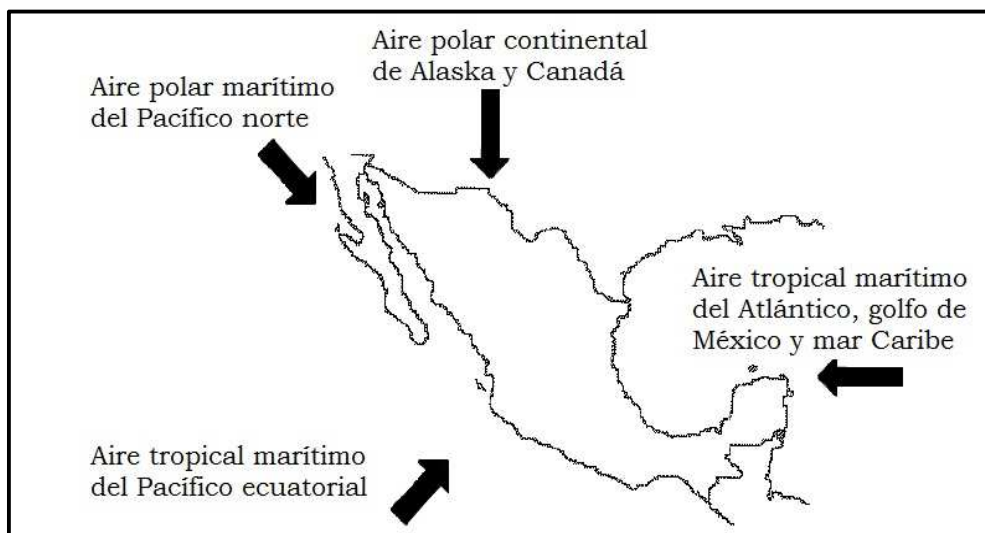 Aire polar continental
de Alaska y Canadá
Aire polar marítimo
del Pacífico norte
Aire tropical marítimo
del Atlántico, golfo de
México y mar Caribe
Aire tropical marítimo
del Pacífico ecuatorial